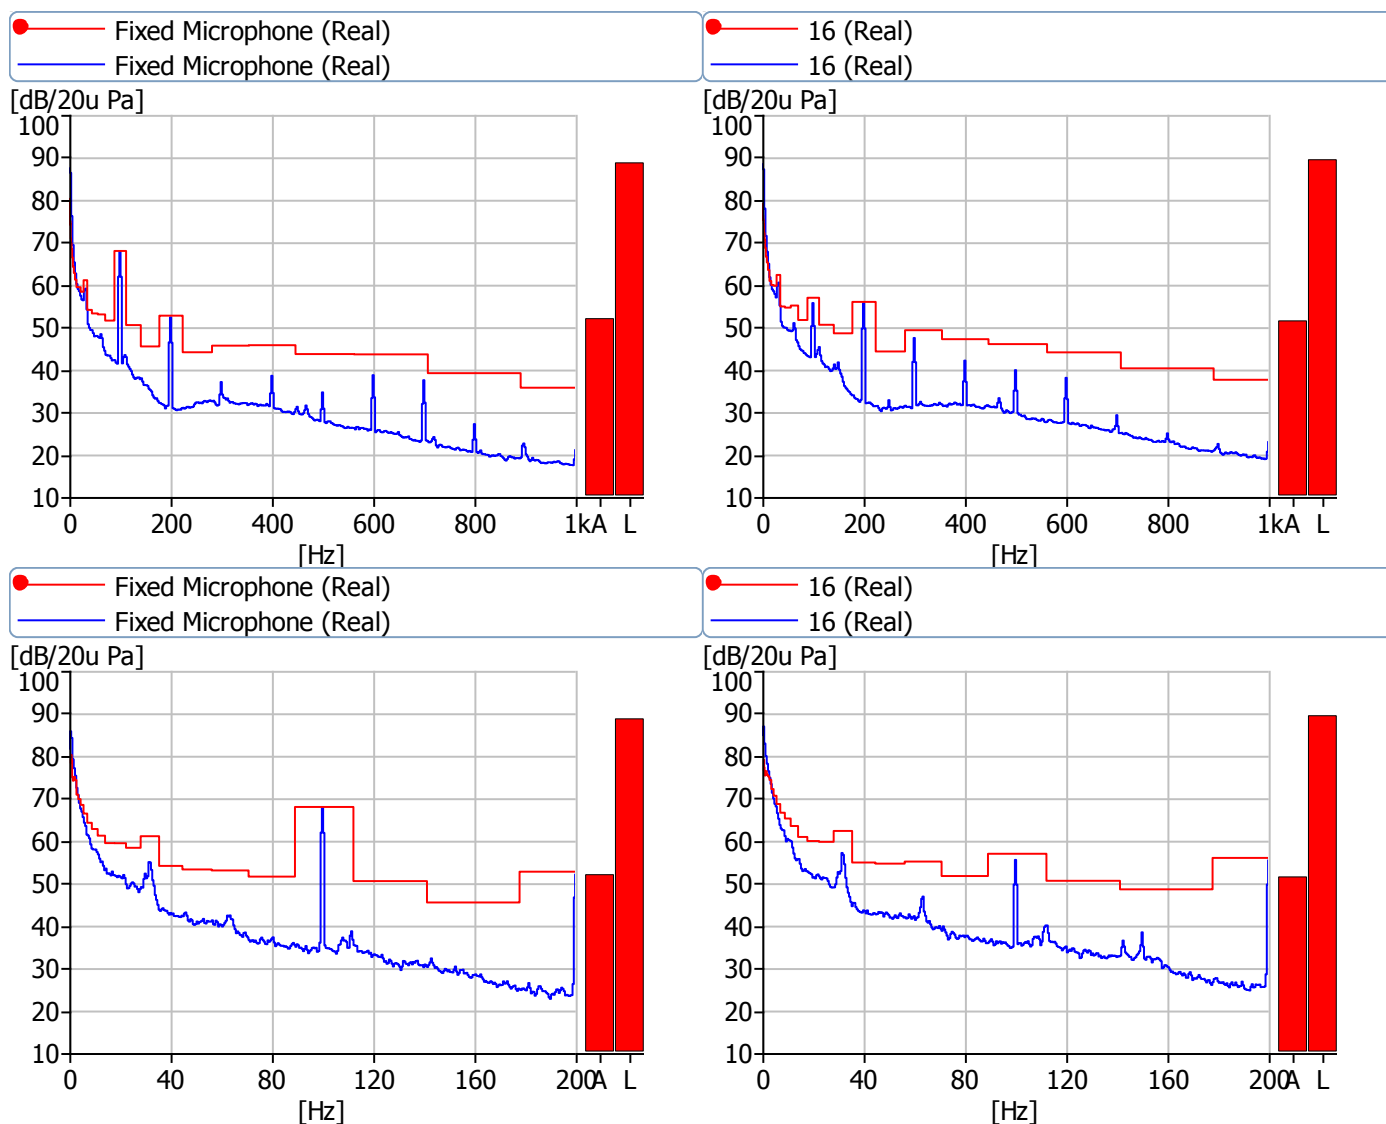 Fixed Microphone (Real)
Fixed Microphone (Real)
[dB/20u Pa]
100
90
80
70
60
50
40
30
20
10
0 200 400 600 800 1kA L
[Hz]
16 (Real)
16 (Real)
[dB/20u Pa]
100
90
80
70
60
50
40
30
20
10
0 200 400 600 800 1kA L
[Hz]
Fixed Microphone (Real)
Fixed Microphone (Real)
[dB/20u Pa]
100
90
80
70
60
50
40
30
20
10
0 40 80 120 160 200A L
[Hz]
16 (Real)
16 (Real)
[dB/20u Pa]
100
90
80
70
60
50
40
30
20
10
0 40 80 120 160 200A L
[Hz]